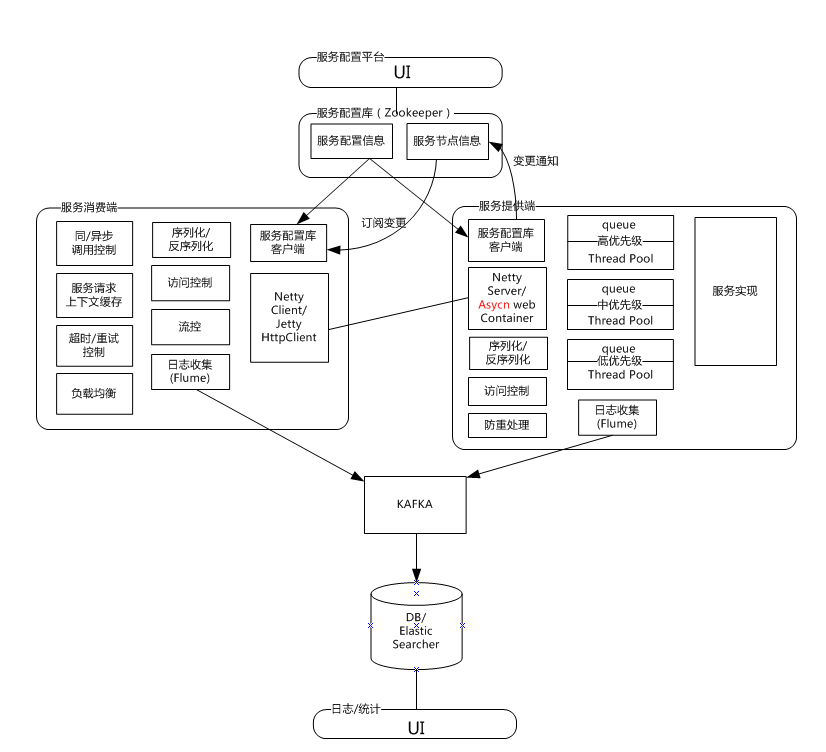 服务配置平台
UI
服务配置库（Zookeeper）
服务配置信息
服务节点信息
变更通知
订阅变更
服务消费端
同/异步
调用控制
服务请求
上下文缓存
超时/重试
控制
负载均衡
序列化/
反序列化
访问控制
流控
日志收集
(Flume)
服务配置库
客户端
Netty
Client/
Jetty
HttpClient
服务提供端
服务配置库
客户端
Netty
Server/
Asycn web
Container
序列化/
反序列化
访问控制
防重处理
queue
高优先级
Thread Pool
queue
中优先级
Thread Pool
queue
低优先级
Thread Pool
日志收集
(Flume)
服务实现
KAFKA
DB/
Elastic
Searcher
日志/统计
UI